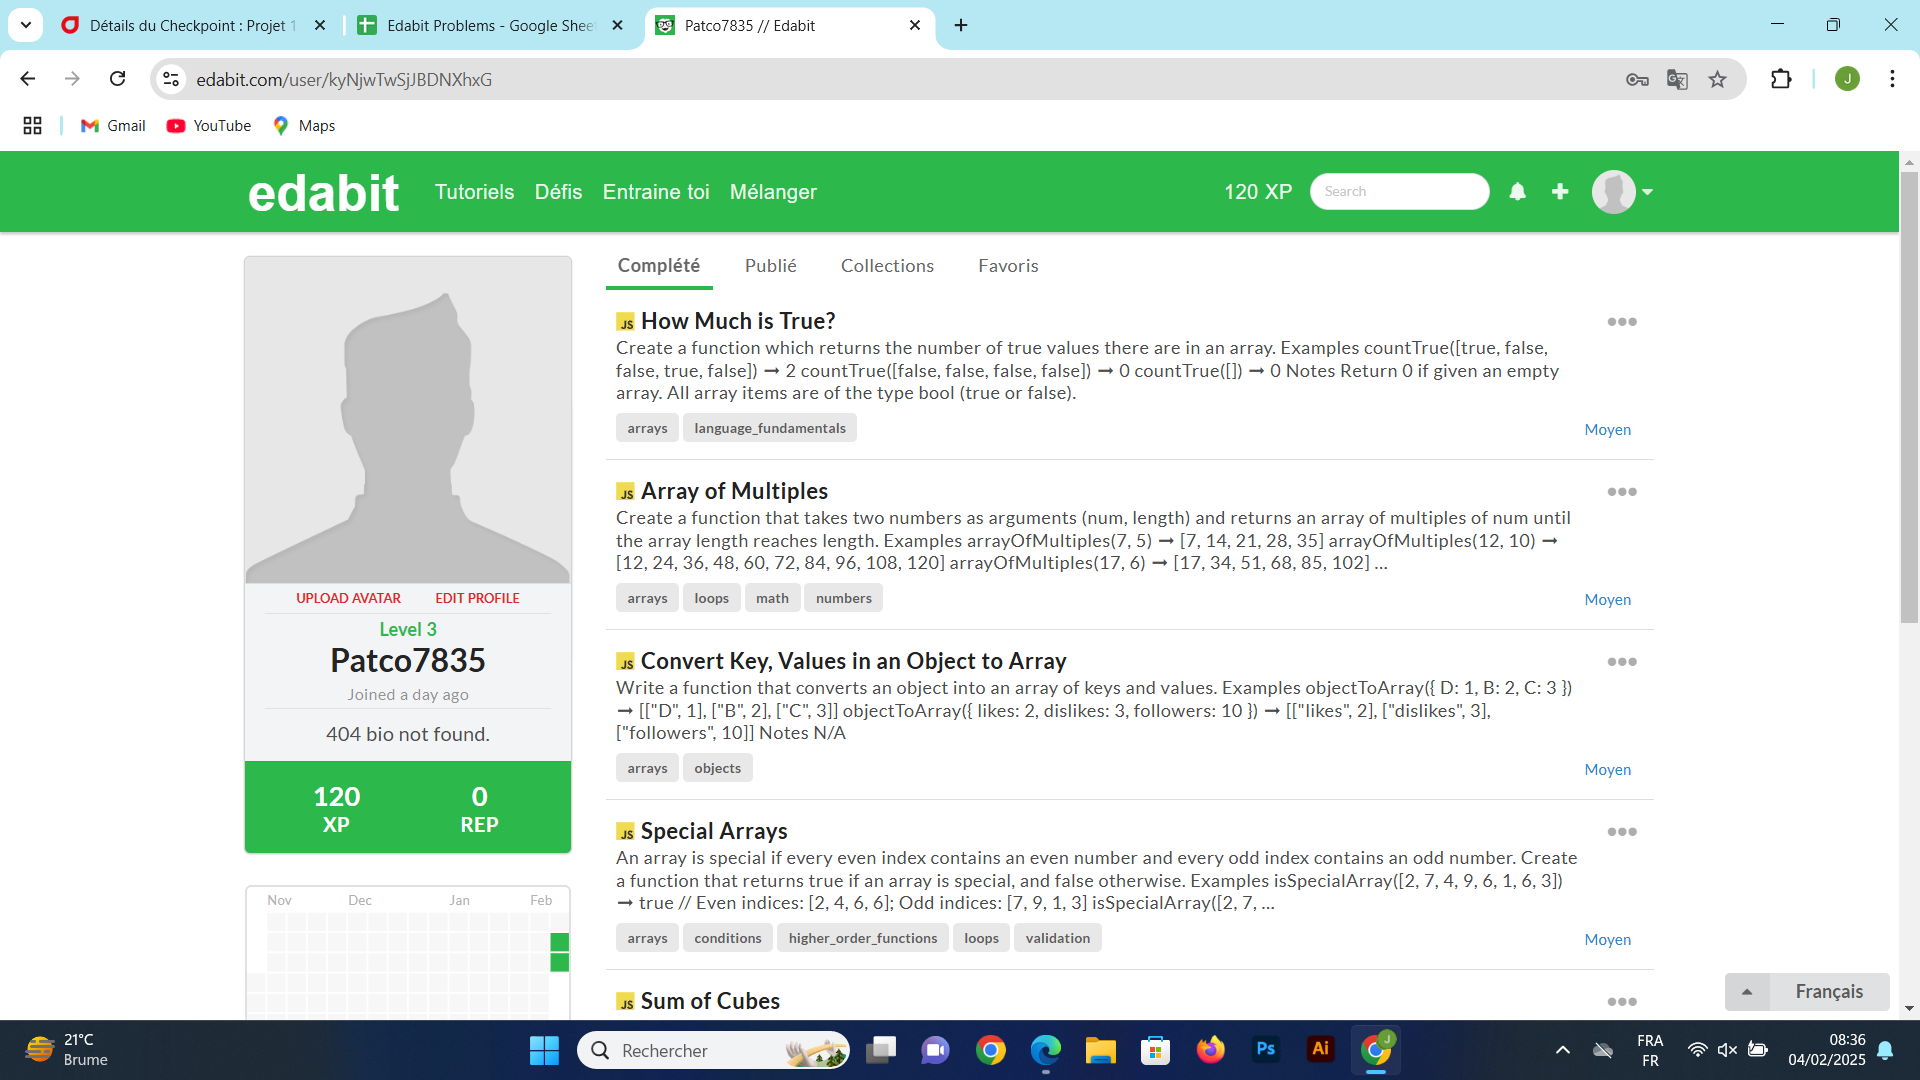 Détails du Checkpoint : Projet 1
Edabit Problems - Google Shee
Patco7835 // Edabit
edabit.com/user/kyNjwTwSjJBDNXhxG
J
Gmail
YouTube
Maps
edabit
Tutoriels
Défis
Entraine toi
Mélanger
120 XP
Search
Complété
Publié
Collections
Favoris
JS How Much is True?
Create a function which returns the number of true values there are in an array. Examples countTrue([true, false,
false, true, false]) ➞ 2 countTrue([false, false, false, false]) ➞ 0 countTrue([]) ➞ 0 Notes Return 0 if given an empty
array. All array items are of the type bool (true or false).
arrays
language_fundamentals
Moyen
JS Array of Multiples
Create a function that takes two numbers as arguments (num, length) and returns an array of multiples of num until
the array length reaches length. Examples arrayOfMultiples(7, 5) ➞ [7, 14, 21, 28, 35] arrayOfMultiples(12, 10) ➞
[12, 24, 36, 48, 60, 72, 84, 96, 108, 120] arrayOfMultiples(17, 6) ➞ [17, 34, 51, 68, 85, 102] ...
arrays
loops
math
numbers
Moyen
JS Convert Key, Values in an Object to Array
Write a function that converts an object into an array of keys and values. Examples objectToArray({ D: 1, B: 2, C: 3 })
➞ [["D", 1], ["B", 2], ["C", 3]] objectToArray({ likes: 2, dislikes: 3, followers: 10 }) ➞ [["likes", 2], ["dislikes", 3],
["followers", 10]] Notes N/A
arrays
objects
Moyen
JS Special Arrays
An array is special if every even index contains an even number and every odd index contains an odd number. Create
a function that returns true if an array is special, and false otherwise. Examples isSpecialArray([2, 7, 4, 9, 6, 1, 6, 3])
➞ true // Even indices: [2, 4, 6, 6]; Odd indices: [7, 9, 1, 3] isSpecialArray([2, 7, ...
arrays
conditions
higher_order_functions
loops
validation
Moyen
JS Sum of Cubes
UPLOAD AVATAR
EDIT PROFILE
Level 3
Patco7835
Joined a day ago
404 bio not found.
120
XP
0
REP
Nov
Dec
Jan
Feb
Français
21°C
Brume
Rechercher
Ps
Ai
J
FRA
FR
08:36
04/02/2025